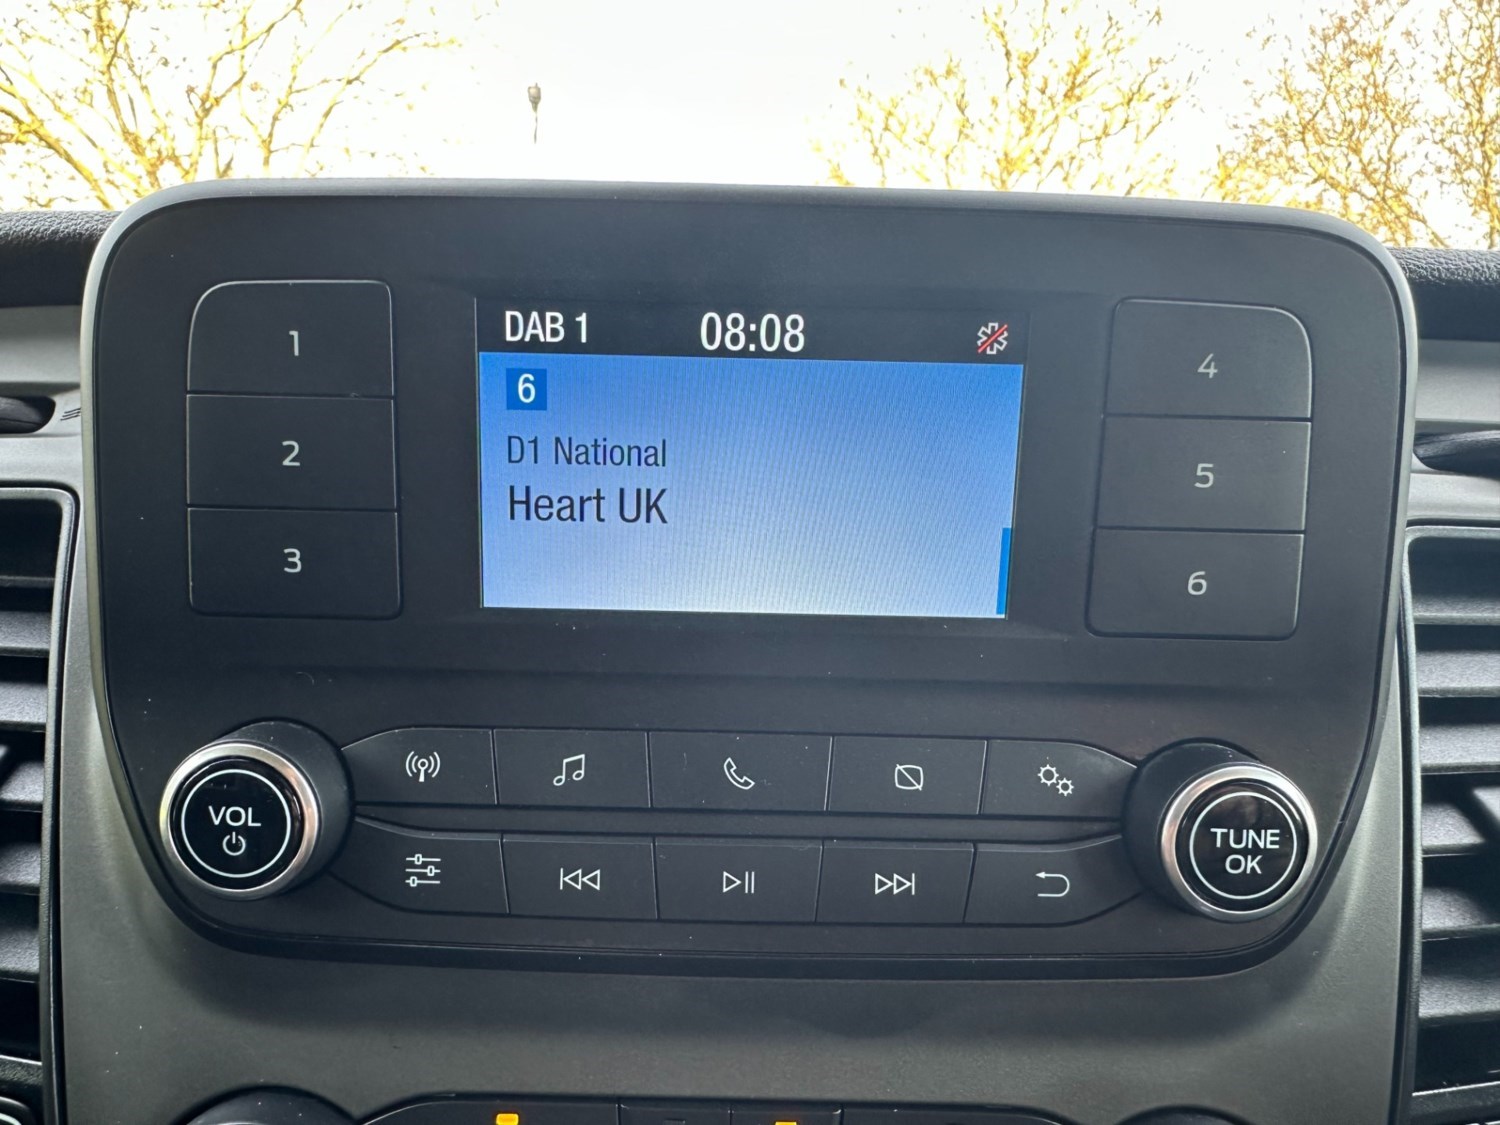 DAB 1 08:08
6
D1 National
Heart UK
1
2
3
4
5
6
VOL
TUNE
OK